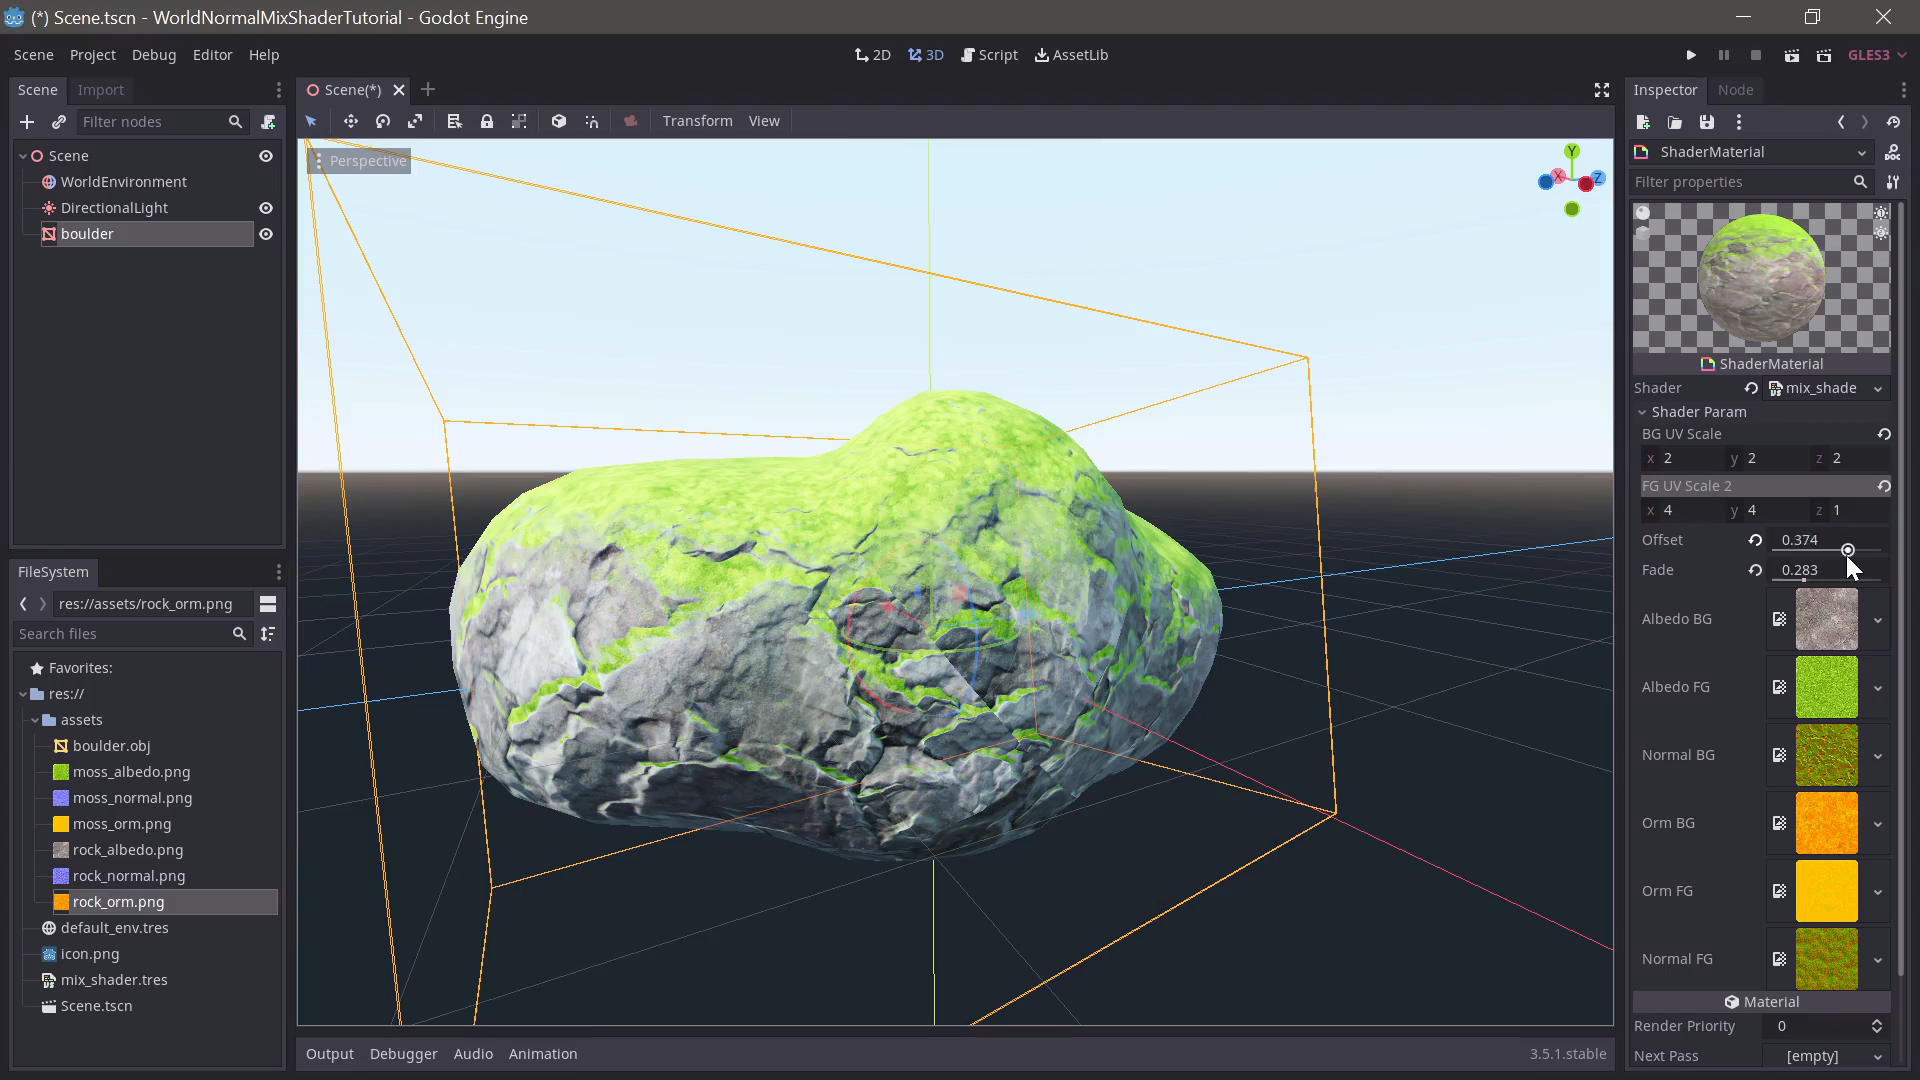 (*) Scene.tscn - WorldNormalMixShaderTutorial - Godot Engine
Scene Project Debug Editor Help
2D 3D Script AssetLib
GLES3
Scene Import
Filter nodes
Scene
WorldEnvironment
DirectionalLight
boulder
FileSystem
res://assets/rock_orm.png
Search files
Favorites:
res://
assets
boulder.obj
moss_albedo.png
moss_normal.png
moss_orm.png
rock_albedo.png
rock_normal.png
rock_orm.png
default_env.tres
icon.png
mix_shader.tres
Scene.tscn
Scene(*)
Transform View
Perspective
Y
X
Z
Output Debugger Audio Animation
3.5.1.stable
Inspector Node
ShaderMaterial
Filter properties
ShaderMaterial
Shader mix_shade
Shader Param
BG UV Scale
x 2 y 2 z 2
FG UV Scale 2
x 4 y 4 z 1
Offset 0.374
Fade 0.283
Albedo BG
Albedo FG
Normal BG
Orm BG
Orm FG
Normal FG
Material
Render Priority 0
Next Pass [empty]